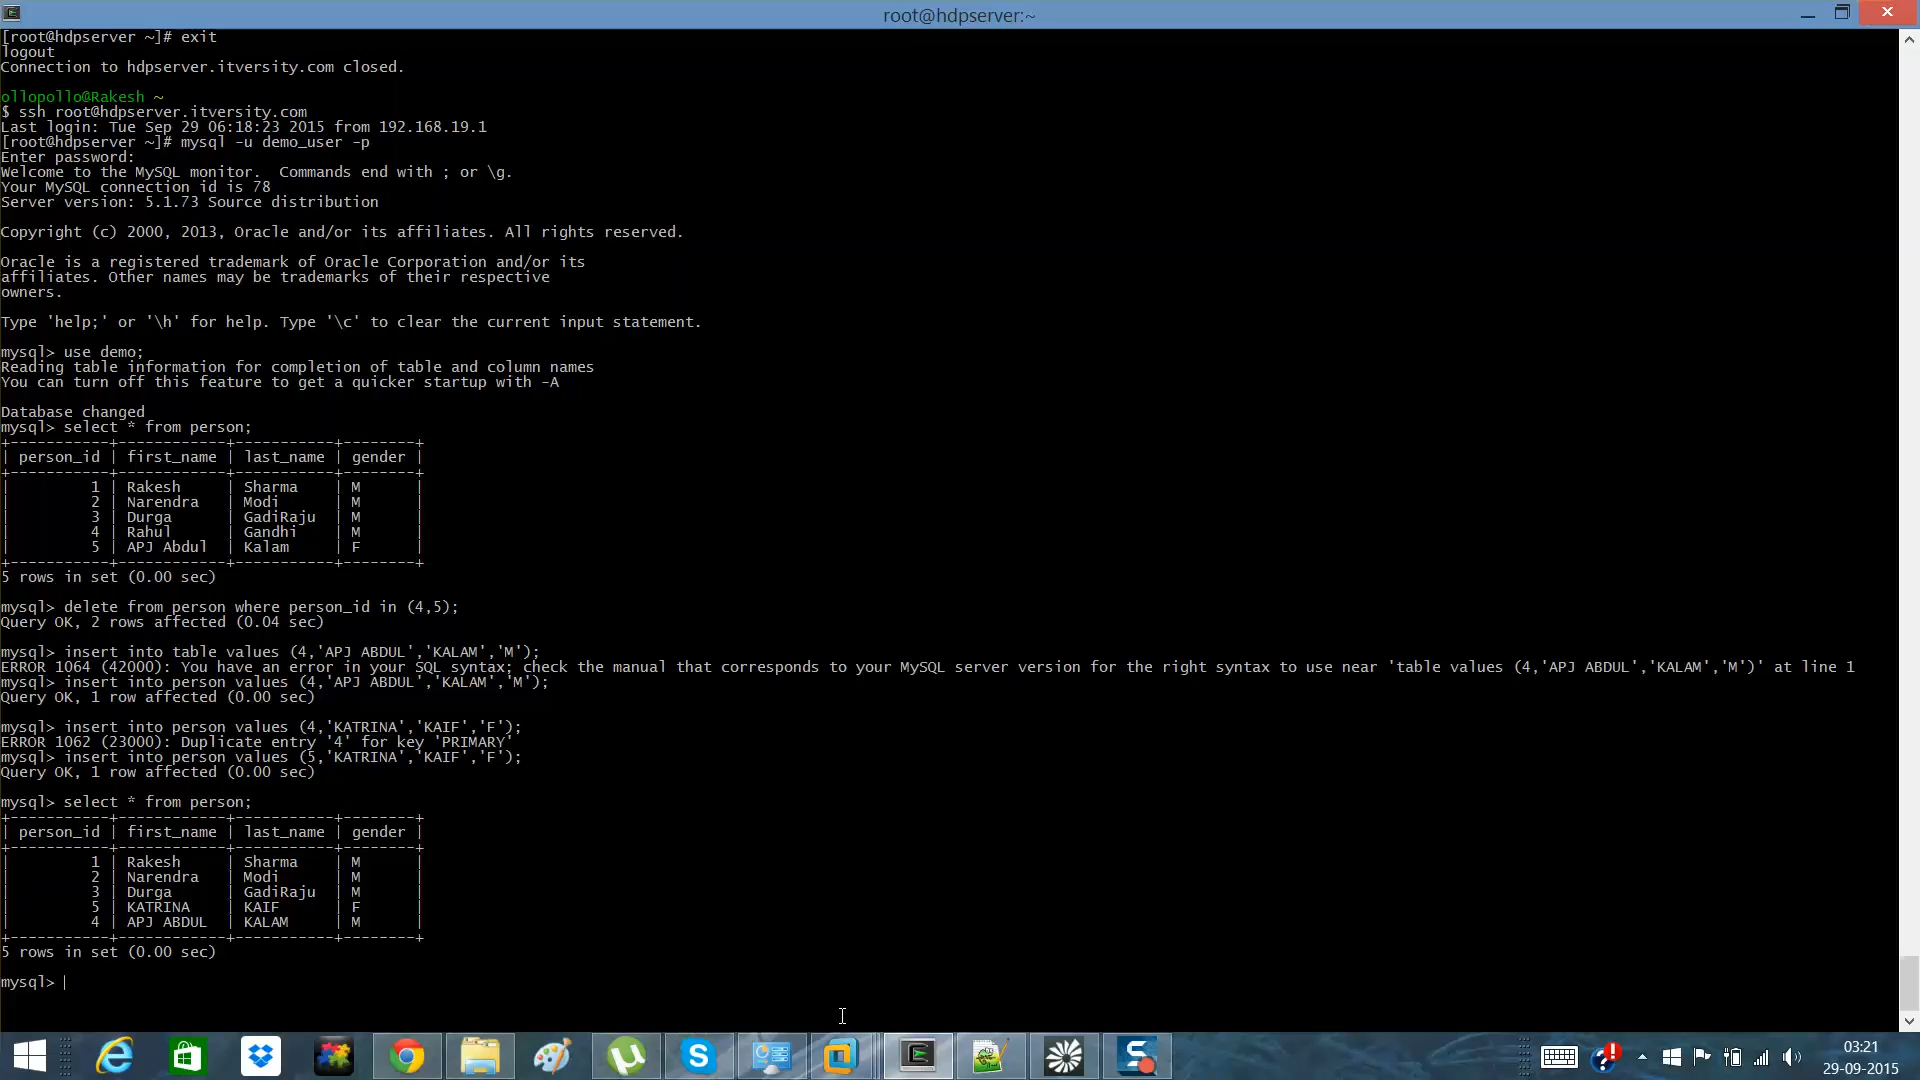 root@hdpserver:~
[root@hdpserver ~]# exit
logout
Connection to hdpserver.itversity.com closed.
ollopollo@Rakesh ~
$ ssh root@hdpserver.itversity.com
Last login: Tue Sep 29 06:18:23 2015 from 192.168.19.1
[root@hdpserver ~]# mysql -u demo_user -p
Enter password:
Welcome to the MySQL monitor.  Commands end with ; or \g.
Your MySQL connection id is 78
Server version: 5.1.73 Source distribution
Copyright (c) 2000, 2013, Oracle and/or its affiliates. All rights reserved.
Oracle is a registered trademark of Oracle Corporation and/or its
affiliates. Other names may be trademarks of their respective
owners.
Type 'help;' or '\h' for help. Type '\c' to clear the current input statement.
mysql> use demo;
Reading table information for completion of table and column names
You can turn off this feature to get a quicker startup with -A
Database changed
mysql> select * from person;
+-----------+------------+-----------+--------+
| person_id | first_name | last_name | gender |
+-----------+------------+-----------+--------+
|         1 | Rakesh     | Sharma    | M      |
|         2 | Narendra   | Modi      | M      |
|         3 | Durga      | GadiRaju  | M      |
|         4 | Rahul      | Gandhi    | M      |
|         5 | APJ Abdul  | Kalam     | F      |
+-----------+------------+-----------+--------+
5 rows in set (0.00 sec)
mysql> delete from person where person_id in (4,5);
Query OK, 2 rows affected (0.04 sec)
mysql> insert into table values (4,'APJ ABDUL','KALAM','M');
ERROR 1064 (42000): You have an error in your SQL syntax; check the manual that corresponds to your MySQL server version for the right syntax to use near 'table values (4,'APJ ABDUL','KALAM','M')' at line 1
mysql> insert into person values (4,'APJ ABDUL','KALAM','M');
Query OK, 1 row affected (0.00 sec)
mysql> insert into person values (4,'KATRINA','KAIF','F');
ERROR 1062 (23000): Duplicate entry '4' for key 'PRIMARY'
mysql> insert into person values (5,'KATRINA','KAIF','F');
Query OK, 1 row affected (0.00 sec)
mysql> select * from person;
+-----------+------------+-----------+--------+
| person_id | first_name | last_name | gender |
+-----------+------------+-----------+--------+
|         1 | Rakesh     | Sharma    | M      |
|         2 | Narendra   | Modi      | M      |
|         3 | Durga      | GadiRaju  | M      |
|         5 | KATRINA    | KAIF      | F      |
|         4 | APJ ABDUL  | KALAM     | M      |
+-----------+------------+-----------+--------+
5 rows in set (0.00 sec)
mysql>
03:21
29-09-2015